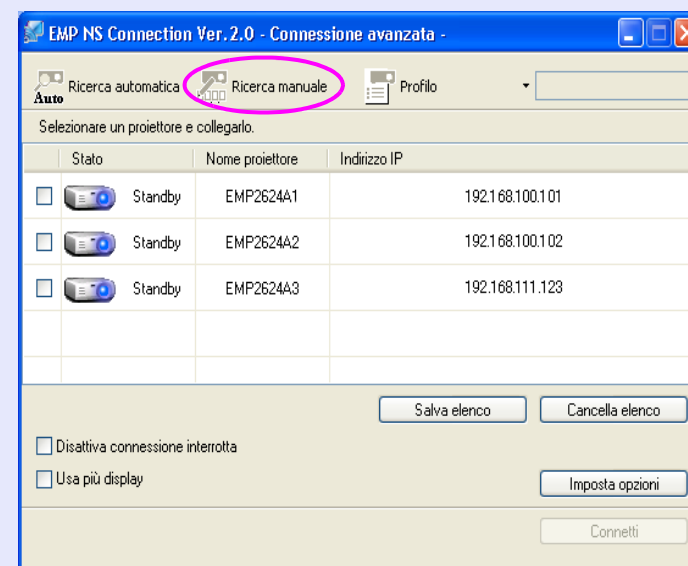 EMP NS Connection Ver.2.0 - Connessione avanzata -
Auto Ricerca automatica Ricerca manuale Profilo
Selezionare un proiettore e collegarlo.
Stato Nome proiettore Indirizzo IP
Standby EMP2624A1 192.168.100.101
Standby EMP2624A2 192.168.100.102
Standby EMP2624A3 192.168.111.123
Salva elenco Cancella elenco
Disattiva connessione interrotta
Usa più display
Imposta opzioni
Connetti